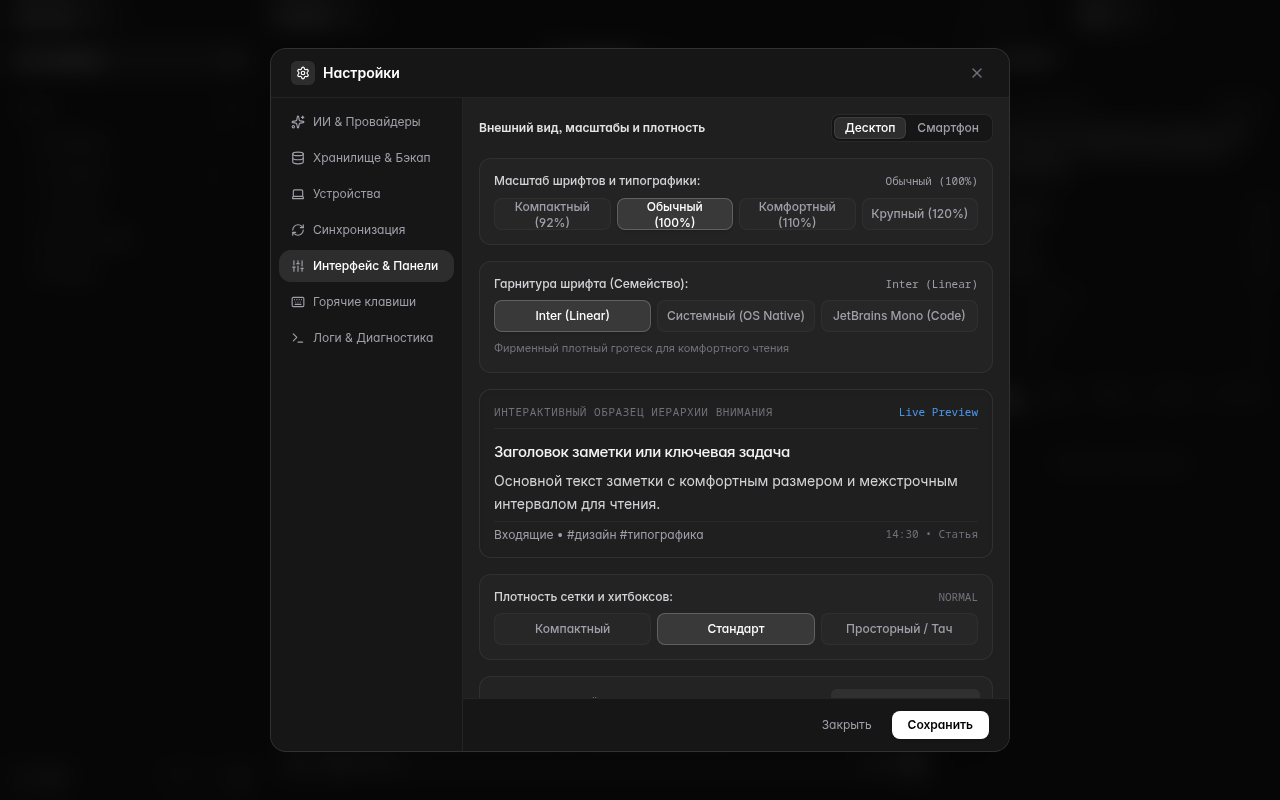 Настройки
ИИ & Провайдеры
Хранилище & Бэкап
Устройства
Синхронизация
Интерфейс & Панели
Горячие клавиши
Логи & Диагностика
Внешний вид, масштабы и плотность
Десктоп
Смартфон
Масштаб шрифтов и типографики:
Обычный (100%)
Компактный
(92%)
Обычный
(100%)
Комфортный
(110%)
Крупный (120%)
Гарнитура шрифта (Семейство):
Inter (Linear)
Inter (Linear)
Системный (OS Native)
JetBrains Mono (Code)
Фирменный плотный гротеск для комфортного чтения
ИНТЕРАКТИВНЫЙ ОБРАЗЕЦ ИЕРАРХИИ ВНИМАНИЯ
Live Preview
Заголовок заметки или ключевая задача
Основной текст заметки с комфортным размером и межстрочным
интервалом для чтения.
Входящие • #дизайн #типографика
14:30 • Статья
Плотность сетки и хитбоксов:
NORMAL
Компактный
Стандарт
Просторный / Тач
Закрыть
Сохранить